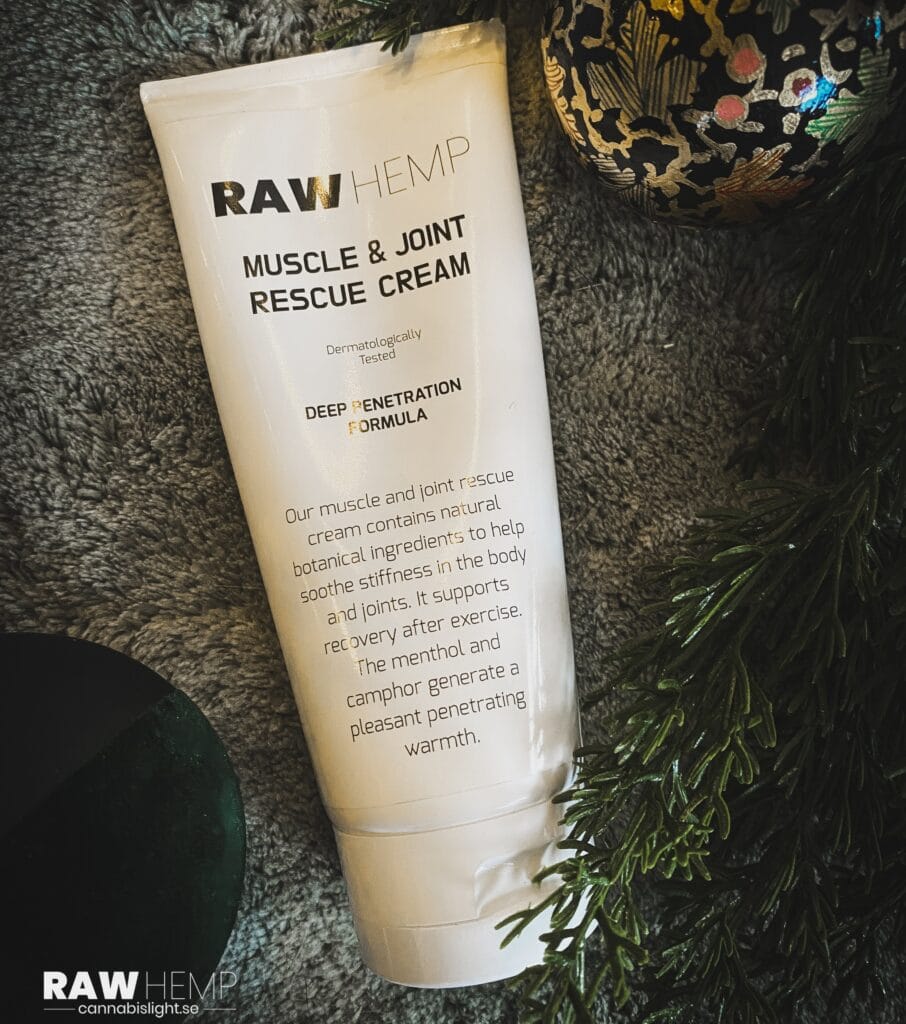 RAW HEMP
MUSCLE & JOINT
RESCUE CREAM
Dermatologically
Tested
DEEP PENETRATION
FORMULA
Our muscle and joint rescue
cream contains natural
botanical ingredients to help
soothe stiffness in the body
and joints. It supports
recovery after exercise.
The menthol and
camphor generate a
pleasant penetrating
warmth.
RAW HEMP
cannabislight.se